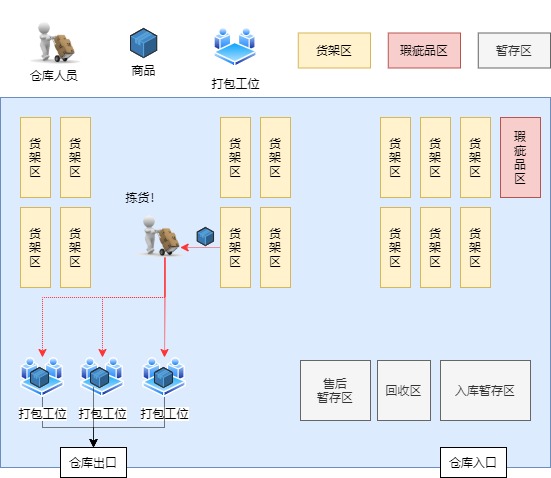 仓库人员
商品
打包工位
货架区
瑕疵品区
暂存区
货架区
货架区
货架区
货架区
货架区
货架区
货架区
瑕疵品区
拣货!
货架区
货架区
货架区
货架区
货架区
货架区
货架区
售后
暂存区
回收区
入库暂存区
打包工位
打包工位
打包工位
仓库出口
仓库入口